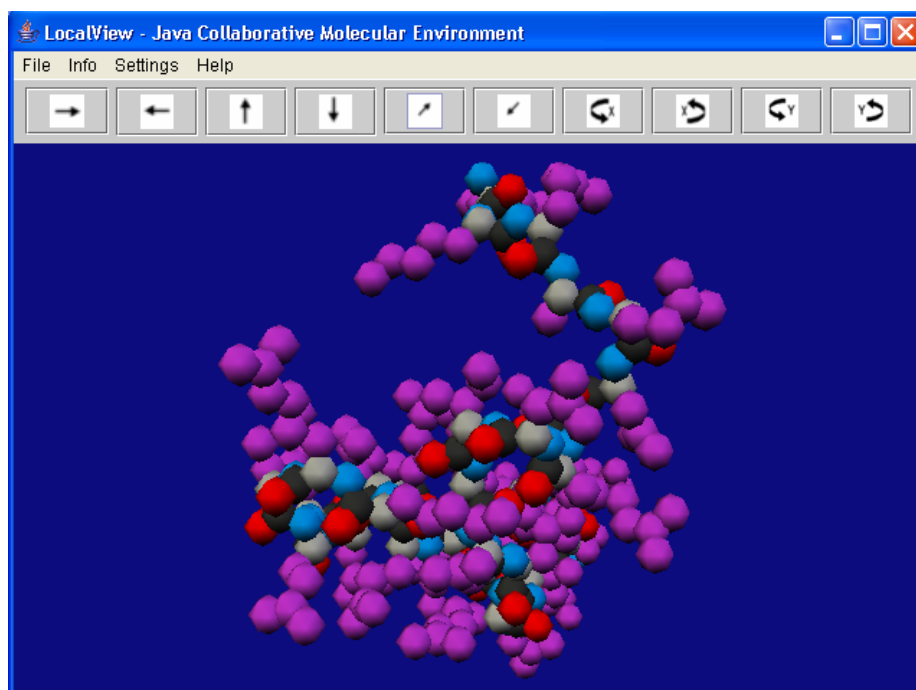 LocalView - Java Collaborative Molecular Environment
File Info Settings Help
X X Y Y